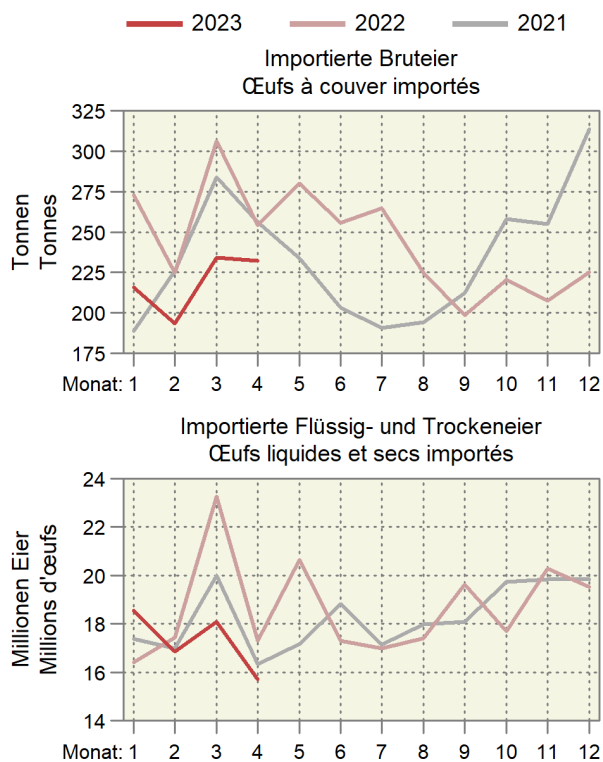 2023 2022 2021
Importierte Bruteier
Œufs à couver importés
Tonnen
Tonnes
325
300
275
250
225
200
175
Monat: 1 2 3 4 5 6 7 8 9 10 11 12
Importierte Flüssig- und Trockeneier
Œufs liquides et secs importés
Millionen Eier
Millions d'œufs
24
22
20
18
16
14
Monat: 1 2 3 4 5 6 7 8 9 10 11 12